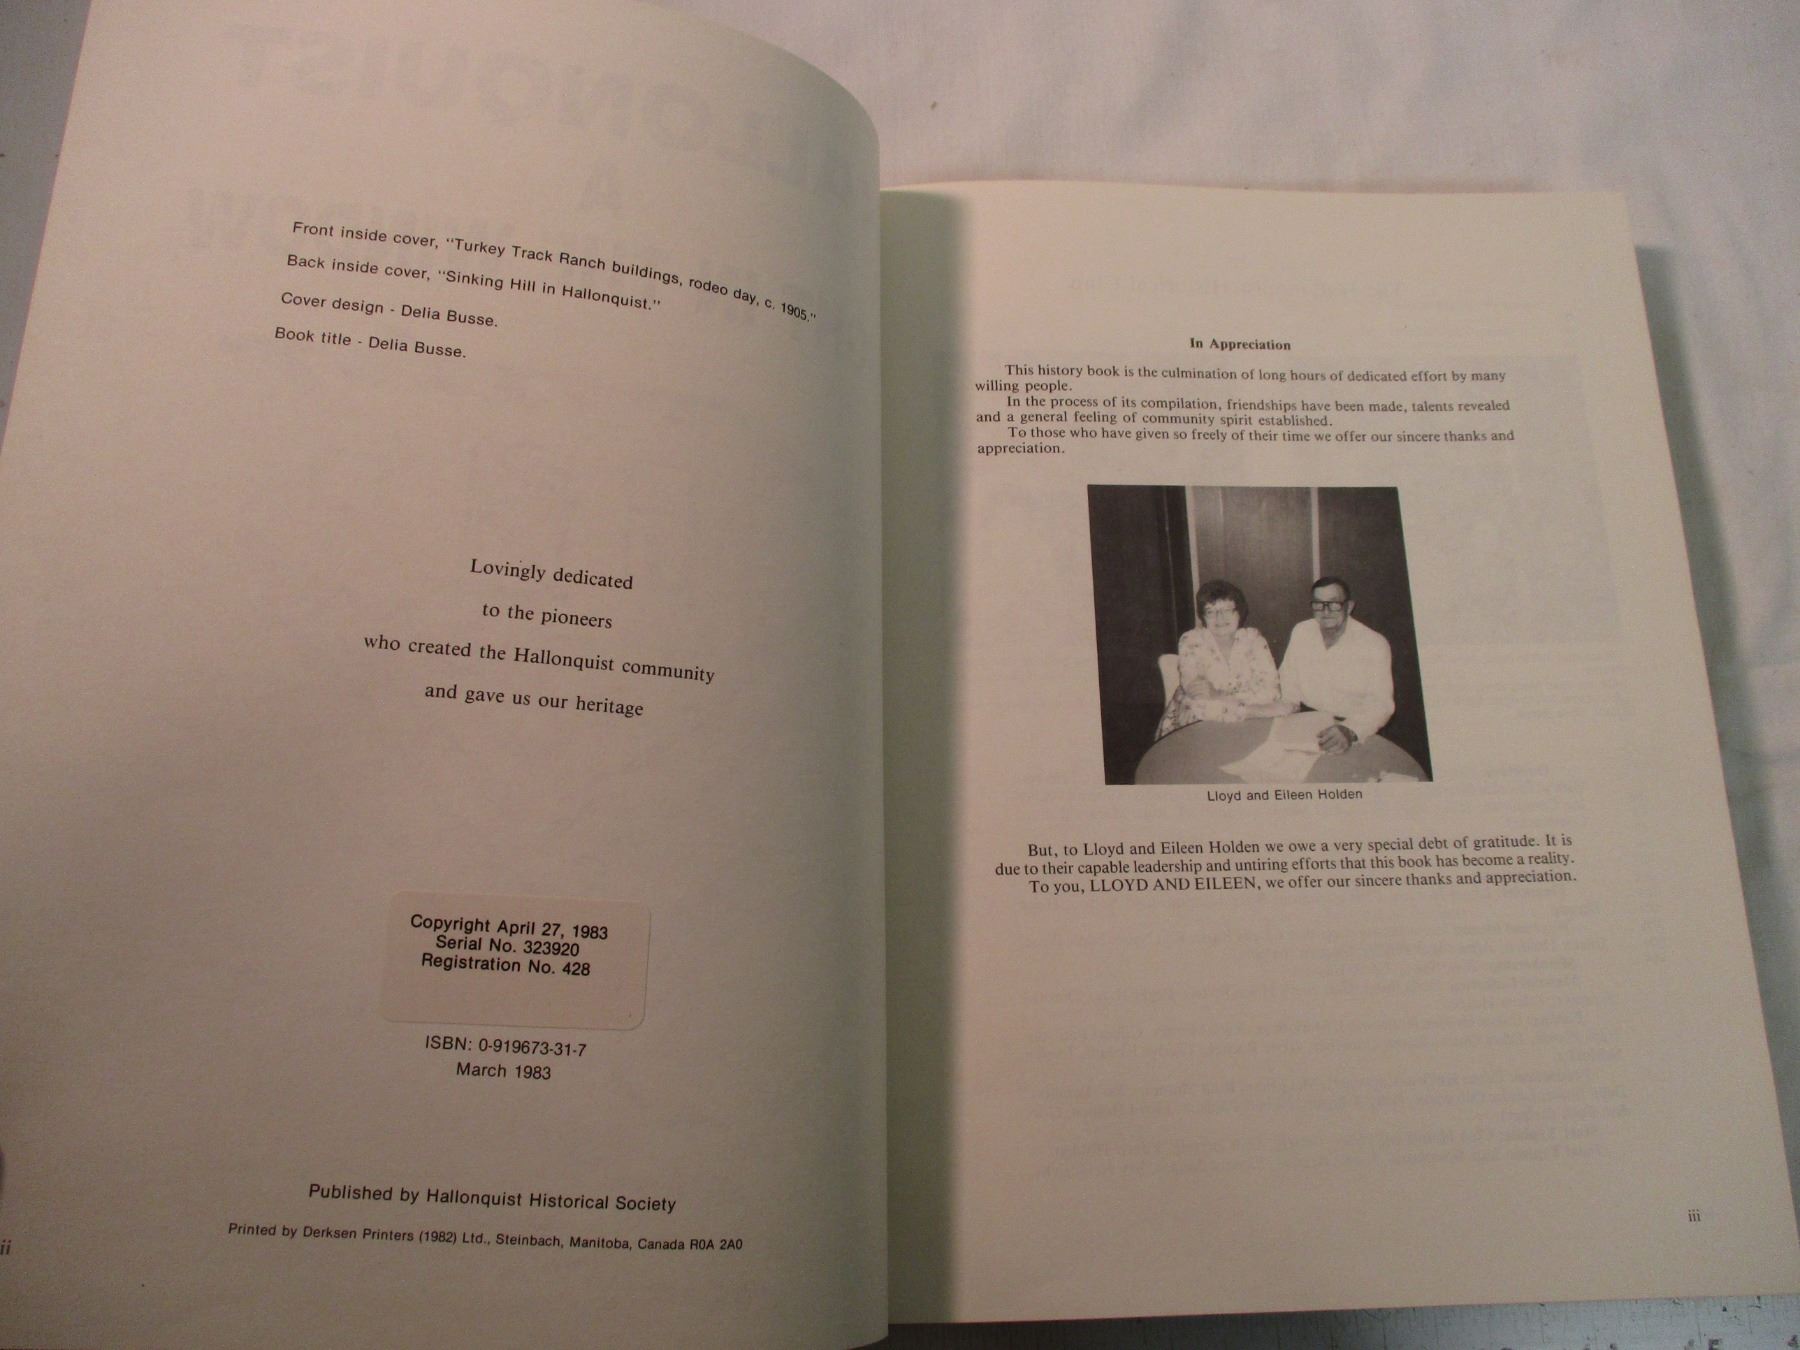 Front inside cover, "Turkey Track Ranch buildings, rodeo day, c. 1905."
Back inside cover, "Sinking Hill in Hallonquist."
Cover design - Delia Busse.
Book title - Delia Busse.
Lovingly dedicated
to the pioneers
who created the Hallonquist community
and gave us our heritage
Copyright April 27, 1983
Serial No. 323920
Registration No. 428
ISBN: 0-919673-31-7
March 1983
Published by Hallonquist Historical Society
Printed by Derksen Printers (1982) Ltd., Steinbach, Manitoba, Canada R0A 2A0
ii
In Appreciation
This history book is the culmination of long hours of dedicated effort by many
willing people.
In the process of its compilation, friendships have been made, talents revealed
and a general feeling of community spirit established.
To those who have given so freely of their time we offer our sincere thanks and
appreciation.
Lloyd and Eileen Holden
But, to Lloyd and Eileen Holden we owe a very special debt of gratitude. It is
due to their capable leadership and untiring efforts that this book has become a reality.
To you, LLOYD AND EILEEN, we offer our sincere thanks and appreciation.
iii